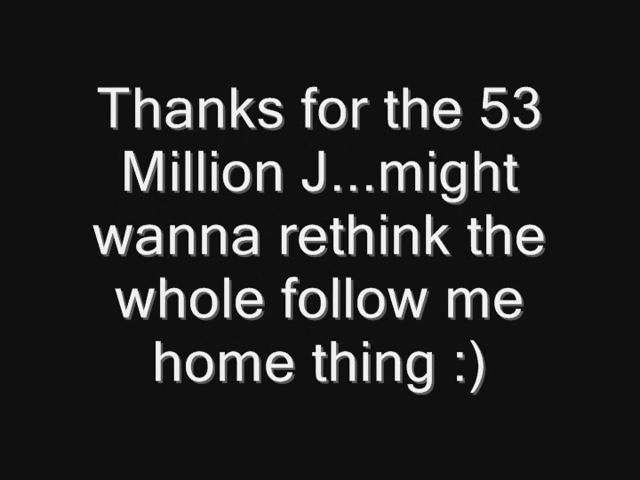 Thanks for the 53
Million J...might
wanna rethink the
whole follow me
home thing :)